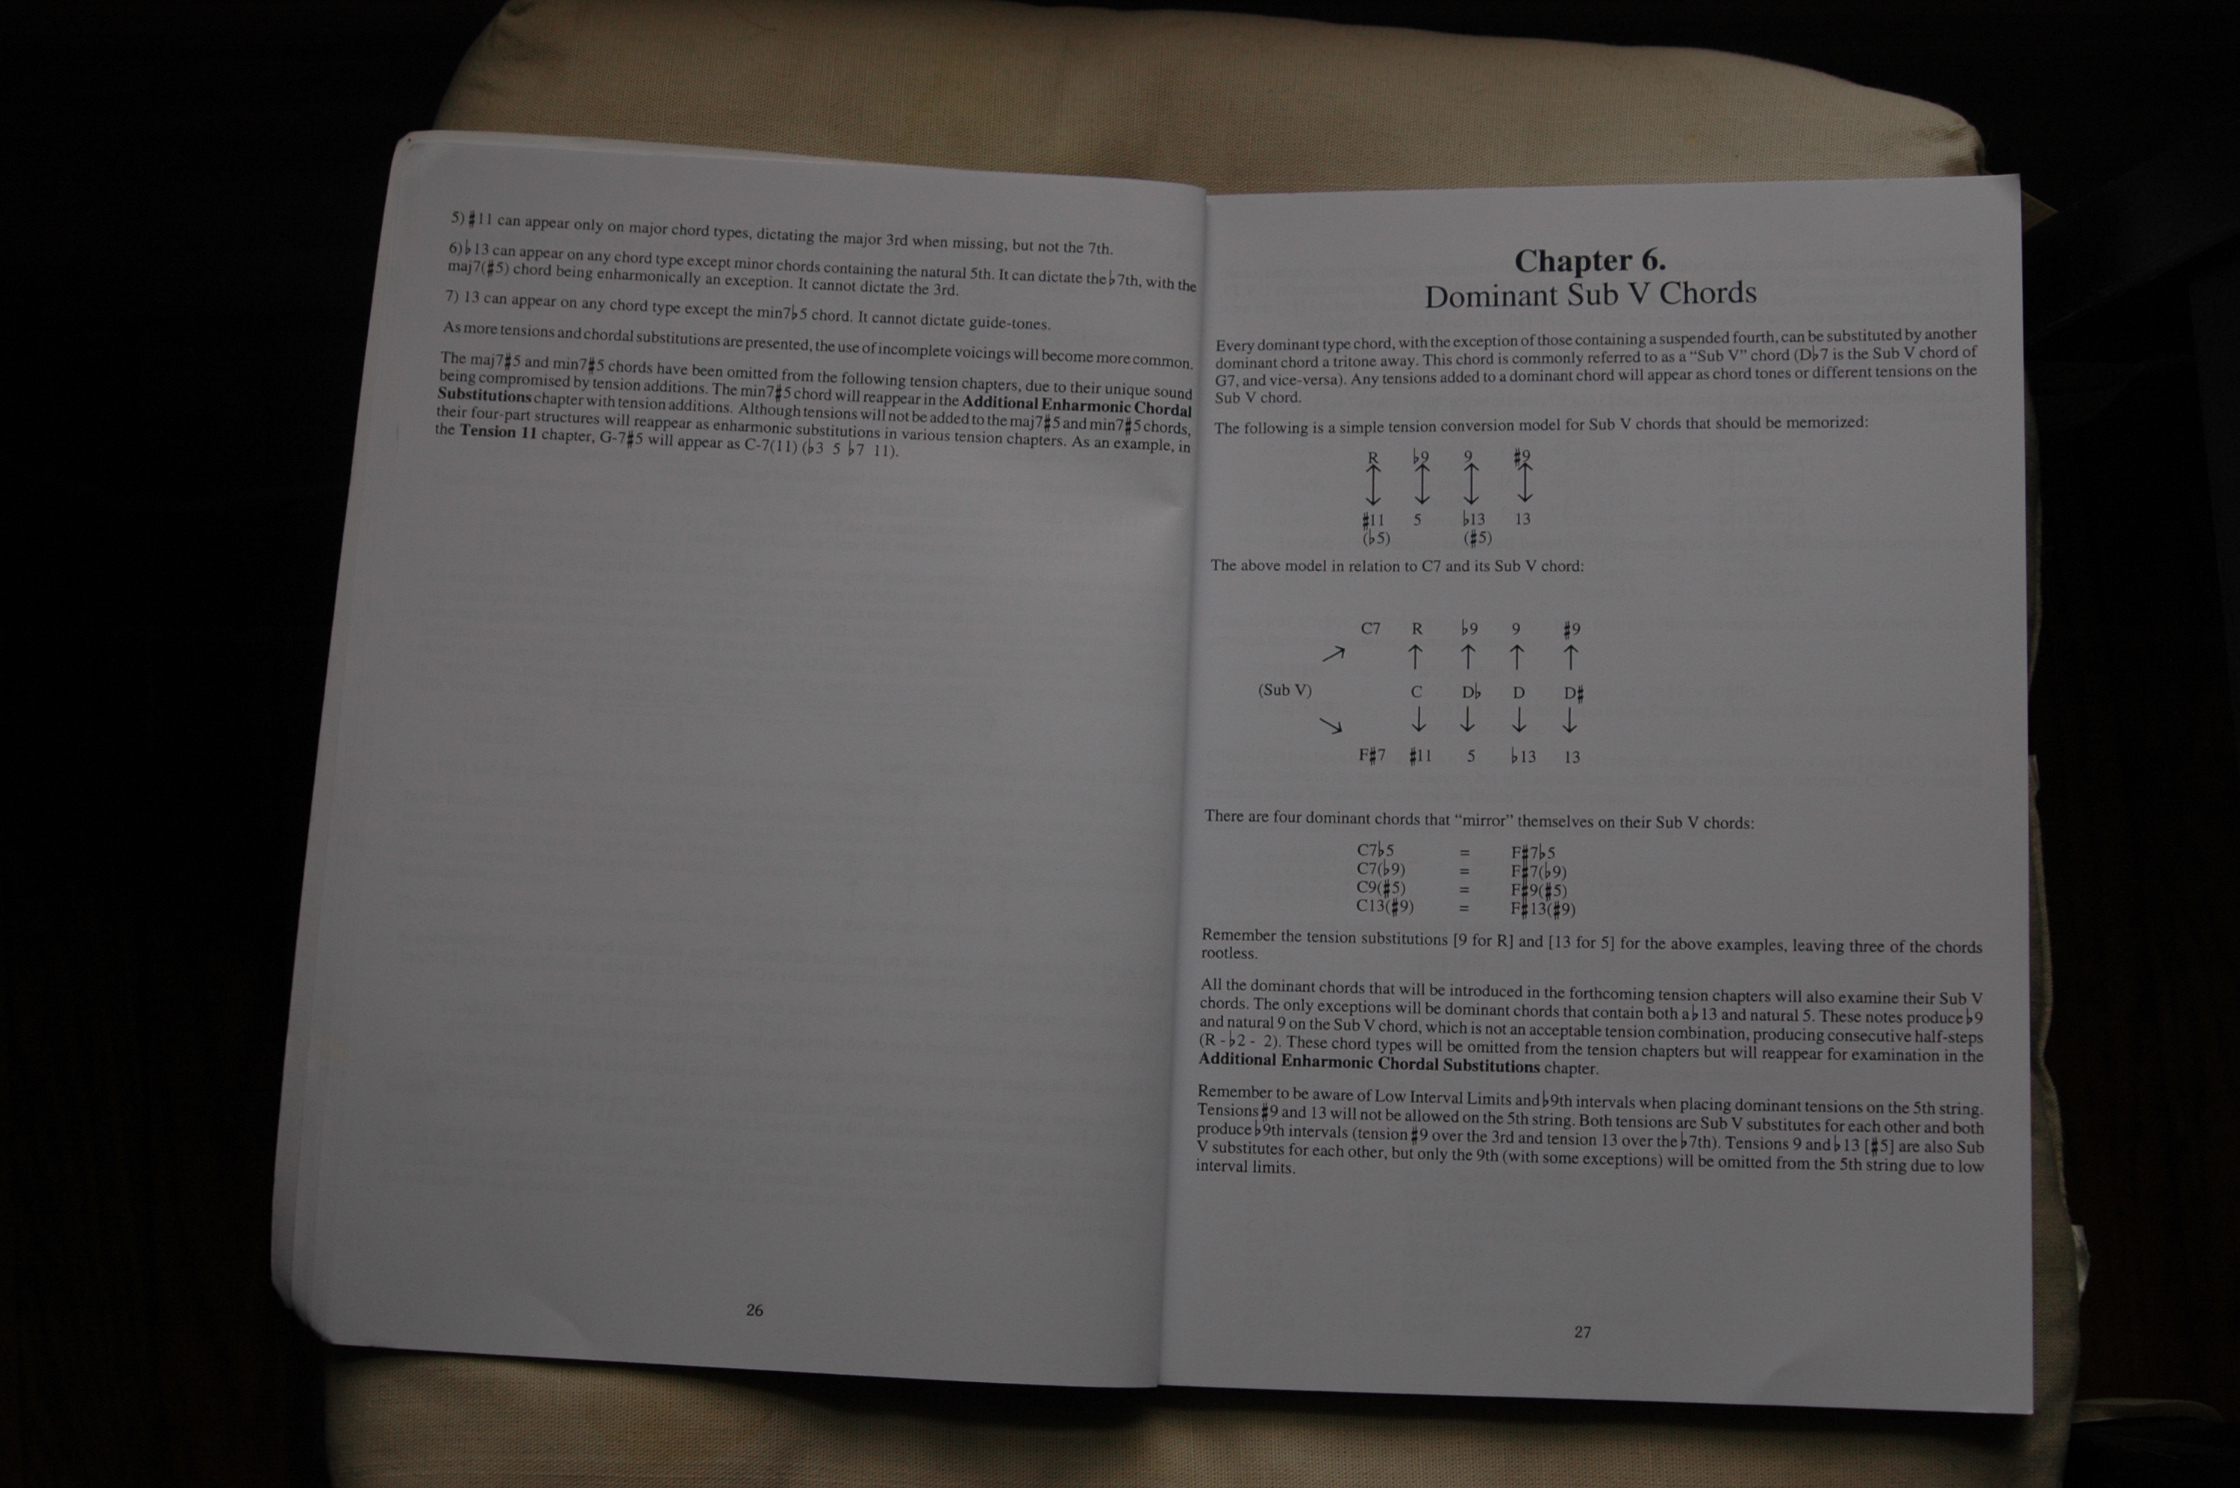 5) ♯11 can appear only on major chord types, dictating the major 3rd when missing, but not the 7th.
6) ♭13 can appear on any chord type except minor chords containing the natural 5th. It can dictate the ♭7th, with the
maj7(♯5) chord being enharmonically an exception. It cannot dictate the 3rd.
7) 13 can appear on any chord type except the min7♭5 chord. It cannot dictate guide-tones.
As more tensions and chordal substitutions are presented, the use of incomplete voicings will become more common.
The maj7♯5 and min7♯5 chords have been omitted from the following tension chapters, due to their unique sound
being compromised by tension additions. The min7♯5 chord will reappear in the Additional Enharmonic Chordal
Substitutions chapter with tension additions. Although tensions will not be added to the maj7♯5 and min7♯5 chords,
their four-part structures will reappear as enharmonic substitutions in various tension chapters. As an example, in
the Tension 11 chapter, G-7♯5 will appear as C-7(11) (♭3 5 ♭7 11).
26
Chapter 6.
Dominant Sub V Chords
Every dominant type chord, with the exception of those containing a suspended fourth, can be substituted by another
dominant chord a tritone away. This chord is commonly referred to as a “Sub V” chord (D♭7 is the Sub V chord of
G7, and vice-versa). Any tensions added to a dominant chord will appear as chord tones or different tensions on the
Sub V chord.
The following is a simple tension conversion model for Sub V chords that should be memorized:
R ♭9 9 ♯9
↕ ↕ ↕ ↕
♯11 5 ♭13 13
(♭5) (♯5)
The above model in relation to C7 and its Sub V chord:
C7 R ♭9 9 ♯9
↗ ↑ ↑ ↑ ↑
(Sub V) C D♭ D D♯
↘ ↓ ↓ ↓ ↓
F♯7 ♯11 5 ♭13 13
There are four dominant chords that “mirror” themselves on their Sub V chords:
C7♭5 = F♯7♭5
C7(♭9) = F♯7(♭9)
C9(♯5) = F♯9(♯5)
C13(♯9) = F♯13(♯9)
Remember the tension substitutions [9 for R] and [13 for 5] for the above examples, leaving three of the chords
rootless.
All the dominant chords that will be introduced in the forthcoming tension chapters will also examine their Sub V
chords. The only exceptions will be dominant chords that contain both a ♭13 and natural 5. These notes produce ♭9
and natural 9 on the Sub V chord, which is not an acceptable tension combination, producing consecutive half-steps
(R - ♭2 - 2). These chord types will be omitted from the tension chapters but will reappear for examination in the
Additional Enharmonic Chordal Substitutions chapter.
Remember to be aware of Low Interval Limits and ♭9th intervals when placing dominant tensions on the 5th string.
Tensions ♯9 and 13 will not be allowed on the 5th string. Both tensions are Sub V substitutes for each other and both
produce ♭9th intervals (tension ♯9 over the 3rd and tension 13 over the ♭7th). Tensions 9 and ♭13 [♯5] are also Sub
V substitutes for each other, but only the 9th (with some exceptions) will be omitted from the 5th string due to low
interval limits.
27